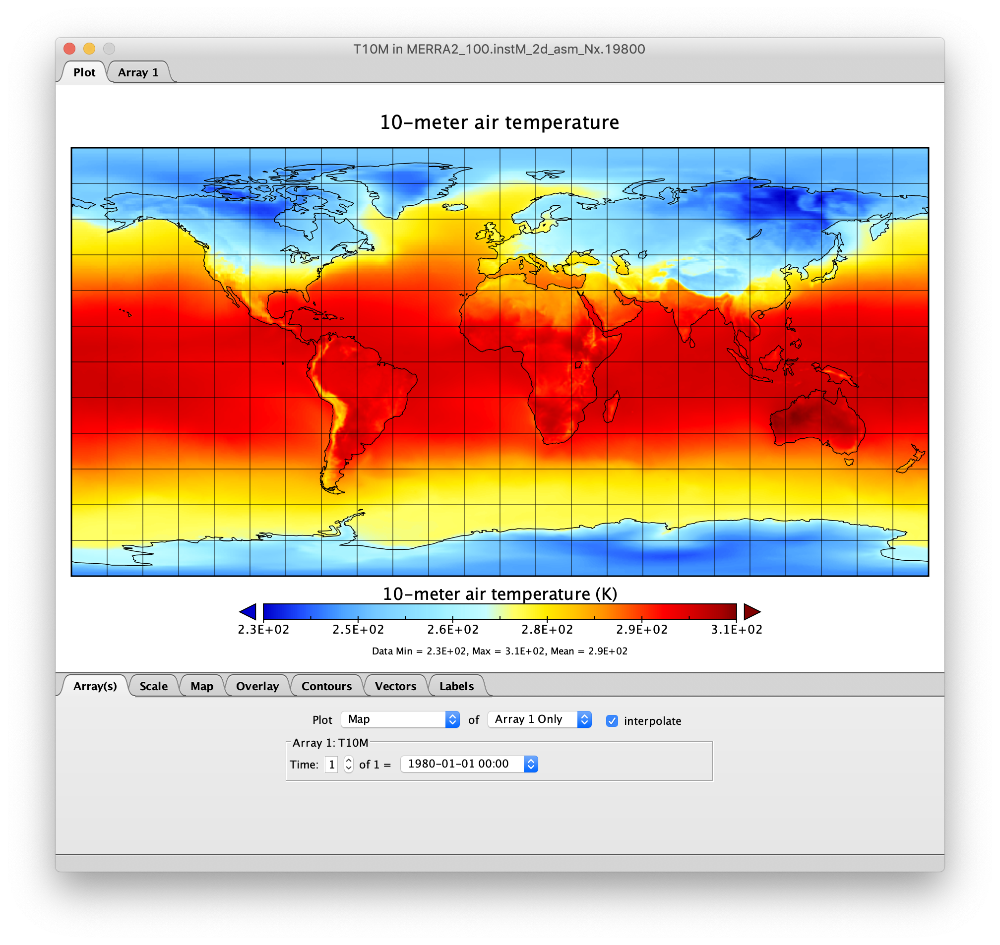 T10M in MERRA2_100.instM_2d_asm_Nx.19800
Plot Array 1
10-meter air temperature
10-meter air temperature (K)
2.3E+02 2.5E+02 2.6E+02 2.8E+02 2.9E+02 3.1E+02
Data Min = 2.3E+02, Max = 3.1E+02, Mean = 2.9E+02
Array(s) Scale Map Overlay Contours Vectors Labels
Plot Map of Array 1 Only interpolate
Array 1: T10M
Time: 1 of 1 = 1980-01-01 00:00